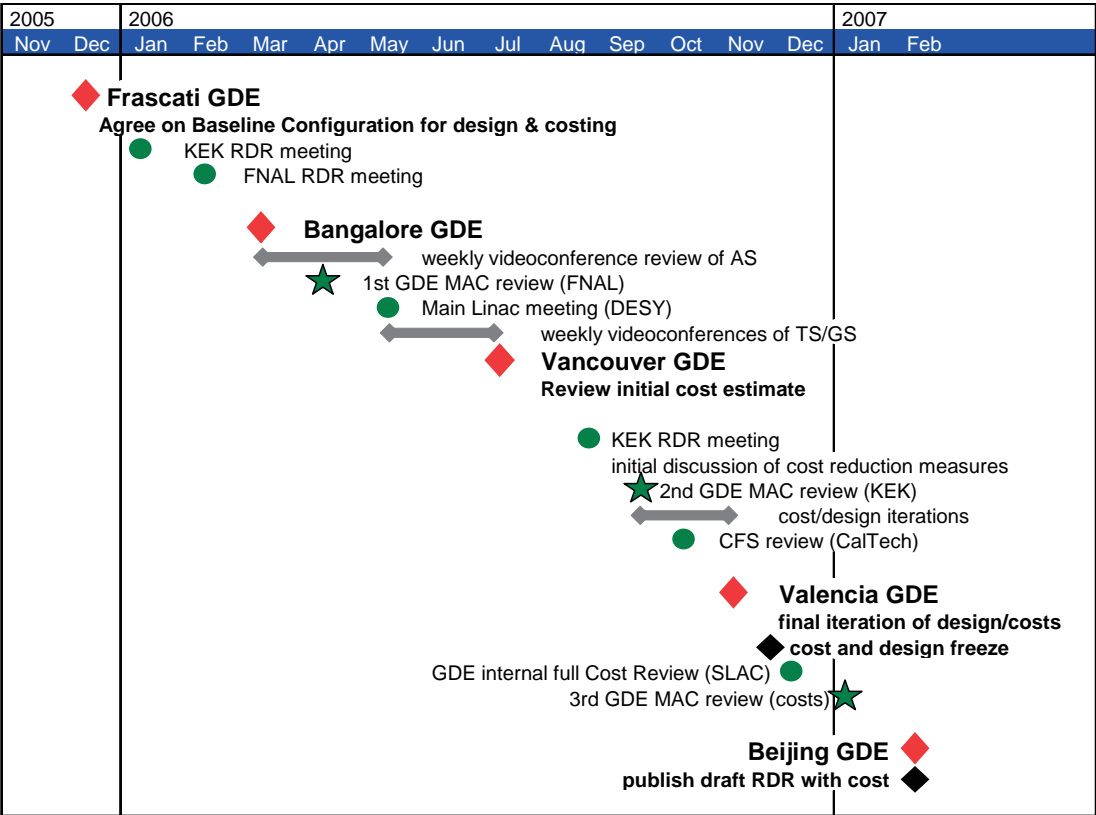 2005 2006 2007
Nov Dec Jan Feb Mar Apr May Jun Jul Aug Sep Oct Nov Dec Jan Feb
Frascati GDE
Agree on Baseline Configuration for design & costing
KEK RDR meeting
FNAL RDR meeting
Bangalore GDE
weekly videoconference review of AS
1st GDE MAC review (FNAL)
Main Linac meeting (DESY)
weekly videoconferences of TS/GS
Vancouver GDE
Review initial cost estimate
KEK RDR meeting
initial discussion of cost reduction measures
2nd GDE MAC review (KEK)
cost/design iterations
CFS review (CalTech)
Valencia GDE
final iteration of design/costs
cost and design freeze
GDE internal full Cost Review (SLAC)
3rd GDE MAC review (costs)
Beijing GDE
publish draft RDR with cost